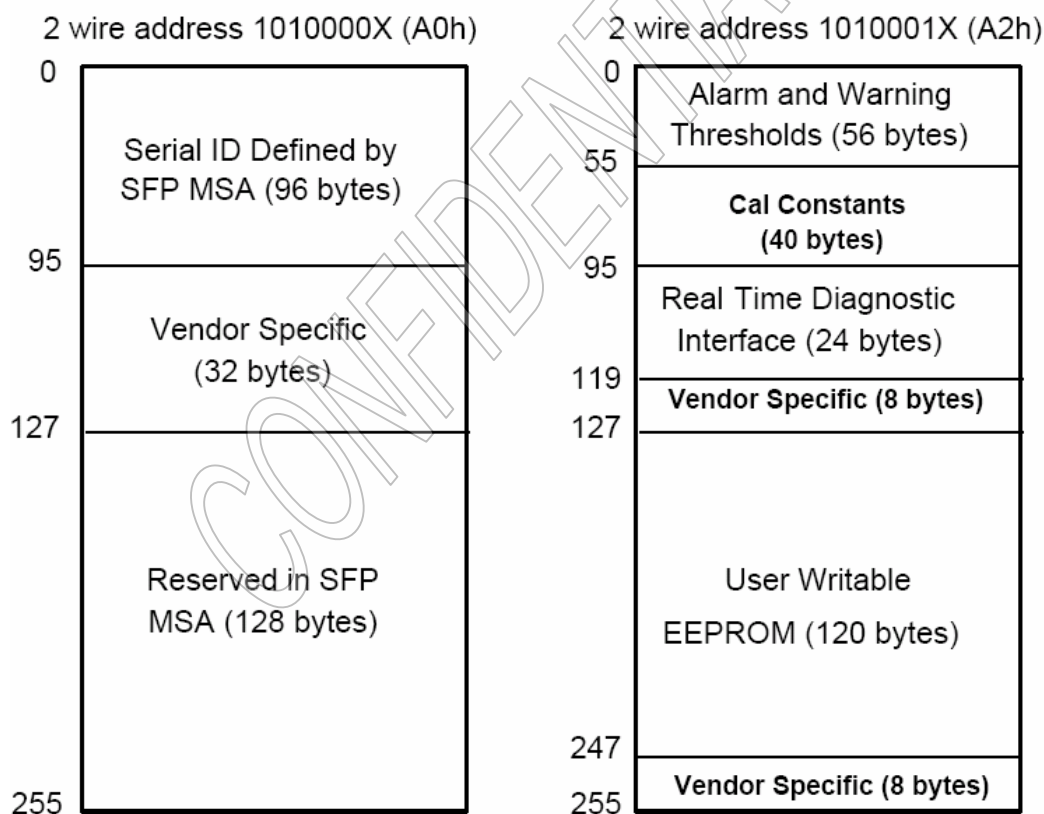 2 wire address 1010000X (A0h)
0
Serial ID Defined by
SFP MSA (96 bytes)
95
Vendor Specific
(32 bytes)
127
Reserved in SFP
MSA (128 bytes)
255
2 wire address 1010001X (A2h)
0
Alarm and Warning
Thresholds (56 bytes)
55
Cal Constants
(40 bytes)
95
Real Time Diagnostic
Interface (24 bytes)
119
Vendor Specific (8 bytes)
127
User Writable
EEPROM (120 bytes)
247
Vendor Specific (8 bytes)
255
CONFIDENTIA